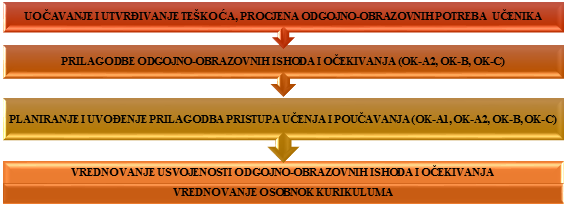 UOČAVANJE I UTVRĐIVANJE TEŠKOĆA, PROCJENA ODGOJNO-OBRAZOVNIH POTREBA UČENIKA
PRILAGODBE ODGOJNO-OBRAZOVNIH ISHODA I OČEKIVANJA (OK-A2, OK-B, OK-C)
PLANIRANJE I UVOĐENJE PRILAGODBA PRISTUPA UČENJA I POUČAVANJA (OK-A1, OK-A2, OK-B, OK-C)
VREDNOVANJE USVOJENOSTI ODGOJNO-OBRAZOVNIH ISHODA I OČEKIVANJA
VREDNOVANJE OSOBNOK KURIKULUMA